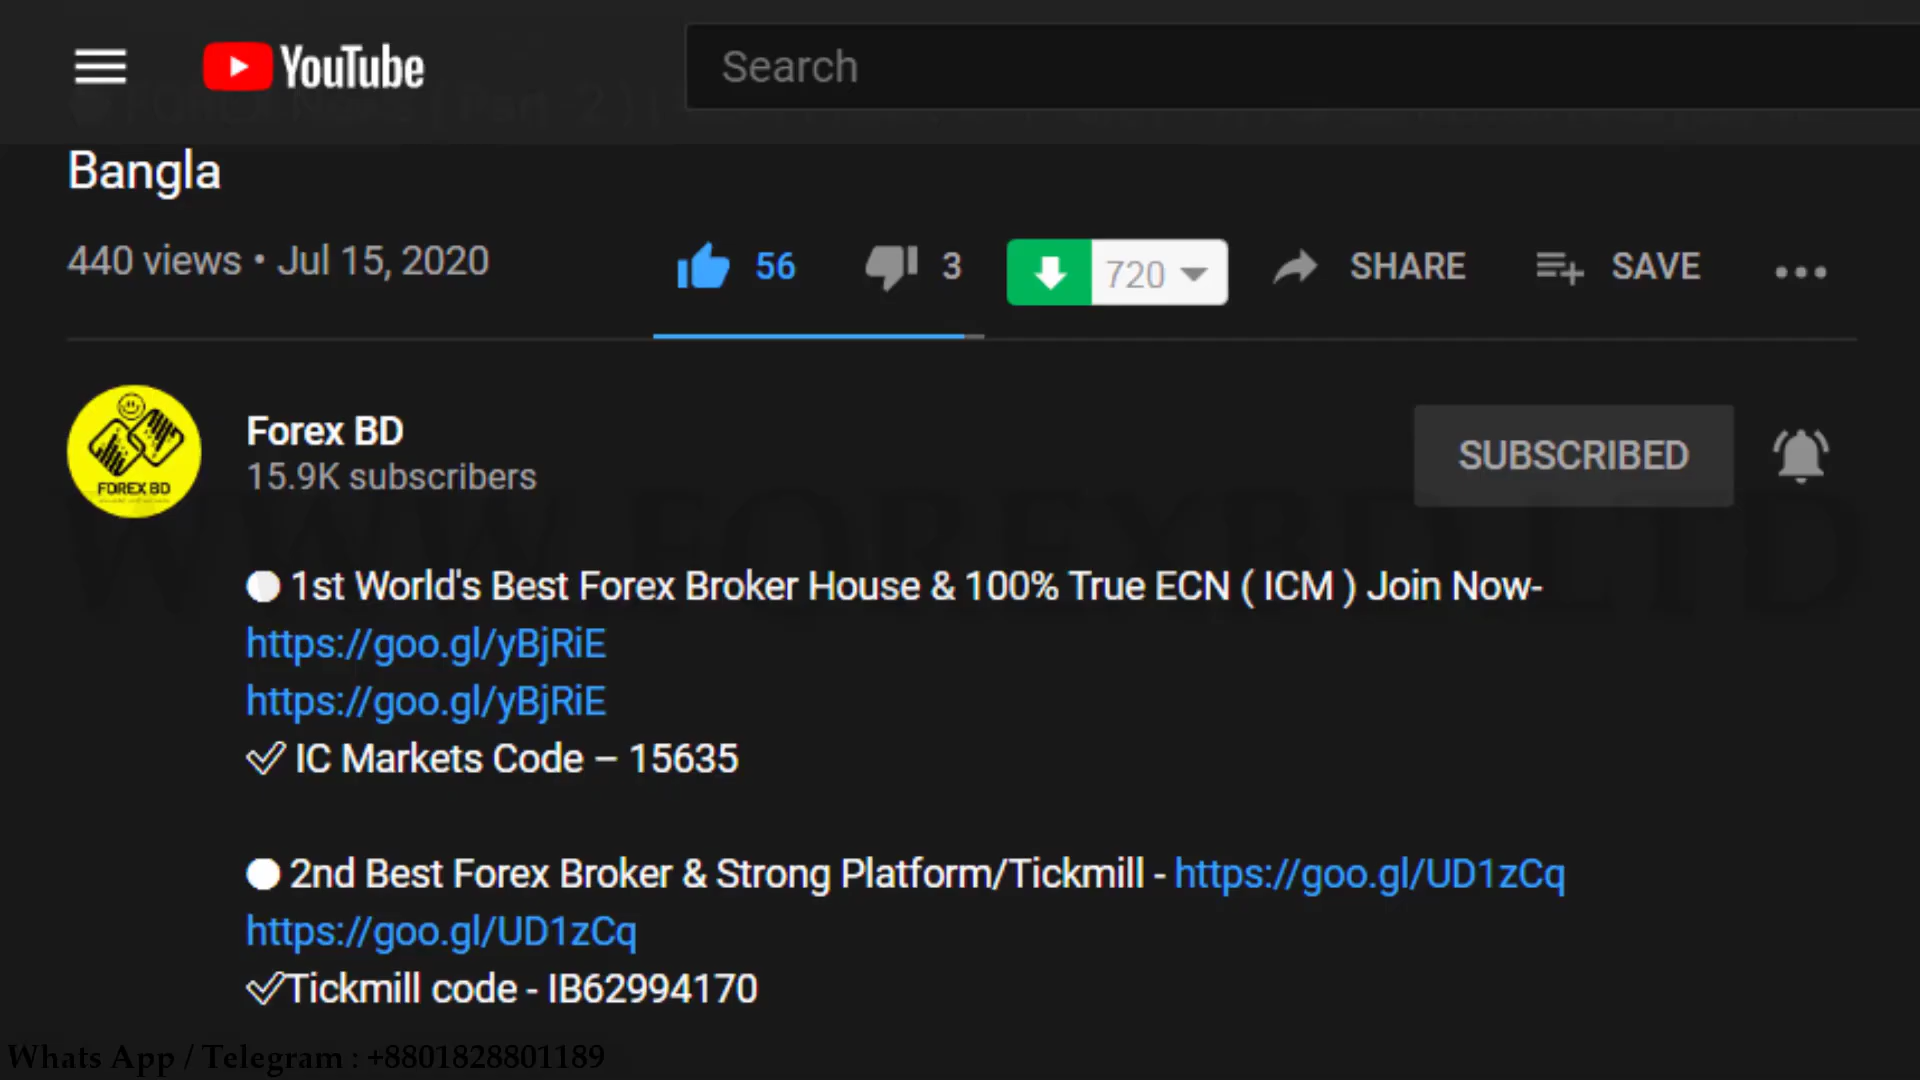 YouTube
Search
Bangla
440 views • Jul 15, 2020
56
3
720
SHARE
SAVE
FOREX BD
Forex BD
15.9K subscribers
SUBSCRIBED
WWW.FOREXBD.LTD
⚪ 1st World's Best Forex Broker House & 100% True ECN ( ICM ) Join Now-
https://goo.gl/yBjRiE
https://goo.gl/yBjRiE
✅ IC Markets Code – 15635
⚪ 2nd Best Forex Broker & Strong Platform/Tickmill - https://goo.gl/UD1zCq
https://goo.gl/UD1zCq
✅Tickmill code - IB62994170
Whats App / Telegram : +8801828801189